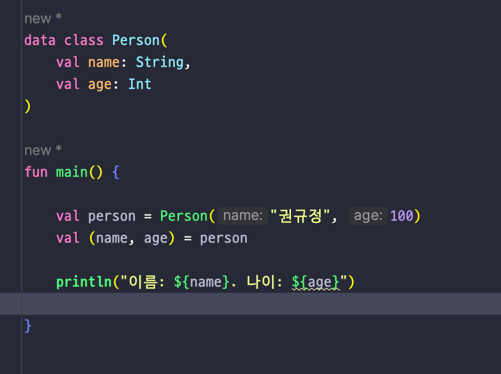 new *
data class Person(
    val name: String,
    val age: Int
)
new *
fun main() {
    val person = Person( name: "권규정", age: 100)
    val (name, age) = person
    println("이름: ${name}. 나이: ${age}")
}